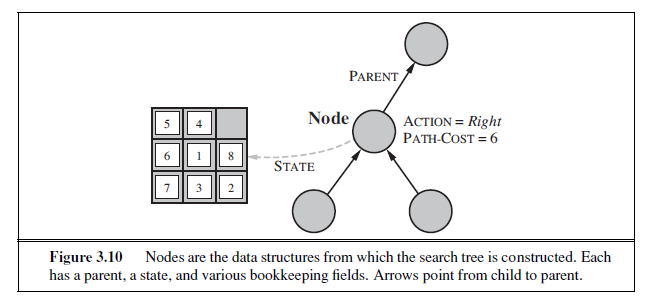 PARENT
Node
ACTION = Right
PATH-COST = 6
5 4
6 1 8
STATE
7 3 2
Figure 3.10 Nodes are the data structures from which the search tree is constructed. Each
has a parent, a state, and various bookkeeping fields. Arrows point from child to parent.